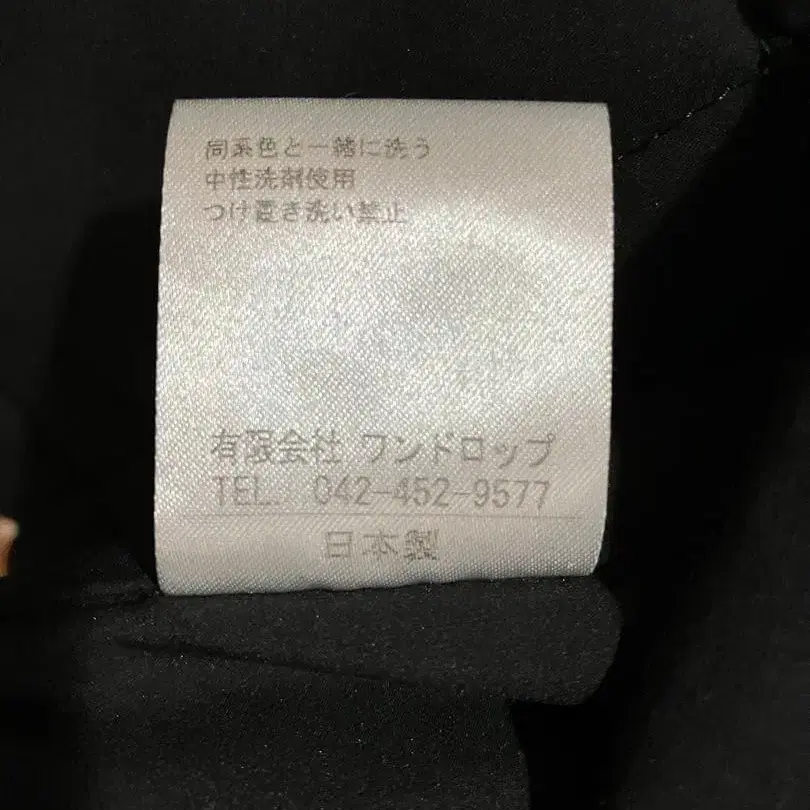 同系色と一緒に洗う
中性洗剤使用
つけ置き洗い禁止
有限会社 ワンドロップ
TEL. 042-452-9577
日本製